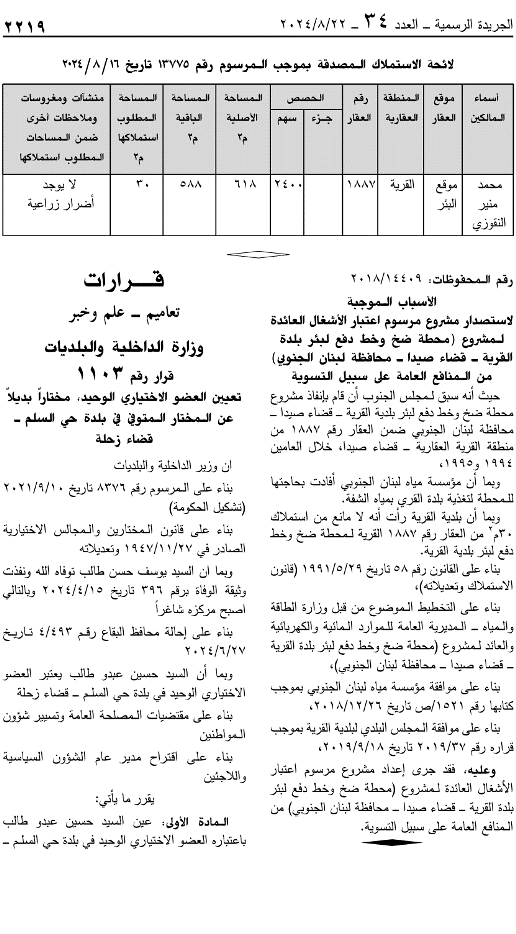 الجريدة الرسمية ـ العدد ٣٤ ـ ٢٠٢٤/٨/٢٢
٢٢١٩
لائحة الاستملاك المصدقة بموجب المرسوم رقم ١٣٧٧٥ تاريخ ٢٠٢٤/٨/١٦
أسماء المالكين
موقع العقار
المنطقة العقارية
رقم العقار
الحصص
جزء
سهم
المساحة الأصلية م٢
المساحة الباقية م٢
المساحة المطلوب استملاكها م٢
منشآت ومغروسات وملاحظات أخرى ضمن المساحات المطلوب استملاكها
محمد منير النقوزي
موقع البئر
القرية
١٨٨٧
٢٤٠٠
٦١٨
٥٨٨
٣٠
لا يوجد أضرار زراعية
رقم المحفوظات: ٢٠١٨/١٤٤٠٩
الأسباب الموجبة
لاستصدار مشروع مرسوم اعتبار الأشغال العائدة
لمشروع (محطة ضخ وخط دفع لبئر بلدة
القرية ـ قضاء صيدا ـ محافظة لبنان الجنوبي)
من المنافع العامة على سبيل التسوية
حيث أنه سبق لمجلس الجنوب أن قام بإنفاذ مشروع
محطة ضخ وخط دفع لبئر بلدية القرية ـ قضاء صيدا ـ
محافظة لبنان الجنوبي ضمن العقار رقم ١٨٨٧ من
منطقة القرية العقارية ـ قضاء صيدا، خلال العامين
١٩٩٤ و١٩٩٥،
وبما أن مؤسسة مياه لبنان الجنوبي أفادت بحاجتها
للمحطة لتغذية بلدة القري بمياه الشفة.
وبما أن بلدية القرية رأت أنه لا مانع من استملاك
٣٠م٢ من العقار رقم ١٨٨٧ القرية لمحطة ضخ وخط
دفع لبئر بلدية القرية.
بناء على القانون رقم ٥٨ تاريخ ١٩٩١/٥/٢٩ (قانون
الاستملاك وتعديلاته)،
بناء على التخطيط الموضوع من قبل وزارة الطاقة
والمياه ـ المديرية العامة للموارد المائية والكهربائية
والعائد لمشروع (محطة ضخ وخط دفع لبئر بلدة القرية
ـ قضاء صيدا ـ محافظة لبنان الجنوبي)،
بناء على موافقة مؤسسة مياه لبنان الجنوبي بموجب
كتابها رقم ١٥٢١/ص تاريخ ٢٠١٨/١٢/٢٦،
بناء على موافقة المجلس البلدي لبلدية القرية بموجب
قراره رقم ٢٠١٩/٣٧ تاريخ ٢٠١٩/٩/١٨،
وعليه، فقد جرى إعداد مشروع مرسوم اعتبار
الأشغال العائدة لمشروع (محطة ضخ وخط دفع لبئر
بلدة القرية ـ قضاء صيدا ـ محافظة لبنان الجنوبي) من
المنافع العامة على سبيل التسوية.
قرارات
تعاميم ـ علم وخبر
وزارة الداخلية والبلديات
قرار رقم ١١٠٣
تعيين العضو الاختياري الوحيد، مختاراً بديلاً
عن المختار المتوفي في بلدة حي السلم ـ
قضاء زحلة
ان وزير الداخلية والبلديات
بناء على المرسوم رقم ٨٣٧٦ تاريخ ٢٠٢١/٩/١٠
(تشكيل الحكومة)
بناء على قانون المختارين والمجالس الاختيارية
الصادر في ١٩٤٧/١١/٢٧ وتعديلاته
وبما ان السيد يوسف حسن طالب توفاه الله ونفذت
وثيقة الوفاة برقم ٣٩٦ تاريخ ٢٠٢٤/٤/١٥ وبالتالي
اصبح مركزه شاغراً
بناء على إحالة محافظ البقاع رقم ٤/٤٩٣ تاريخ
٢٠٢٤/٦/٢٧
وبما أن السيد حسين عبدو طالب يعتبر العضو
الاختياري الوحيد في بلدة حي السلم ـ قضاء زحلة
بناء على مقتضيات المصلحة العامة وتسيير شؤون
المواطنين
بناء على اقتراح مدير عام الشؤون السياسية
واللاجئين
يقرر ما يأتي:
المادة الأولى: عين السيد حسين عبدو طالب
باعتباره العضو الاختياري الوحيد في بلدة حي السلم ـ